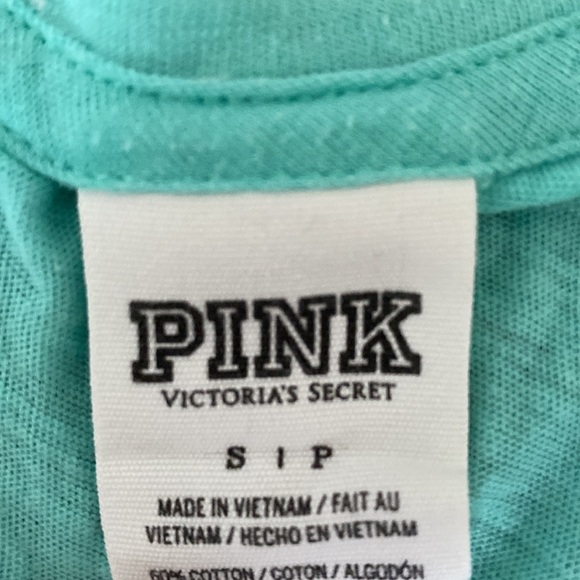 PINK
VICTORIA'S SECRET
S | P
MADE IN VIETNAM / FAIT AU
VIETNAM / HECHO EN VIETNAM
60% COTTON / COTON / ALGODÓN